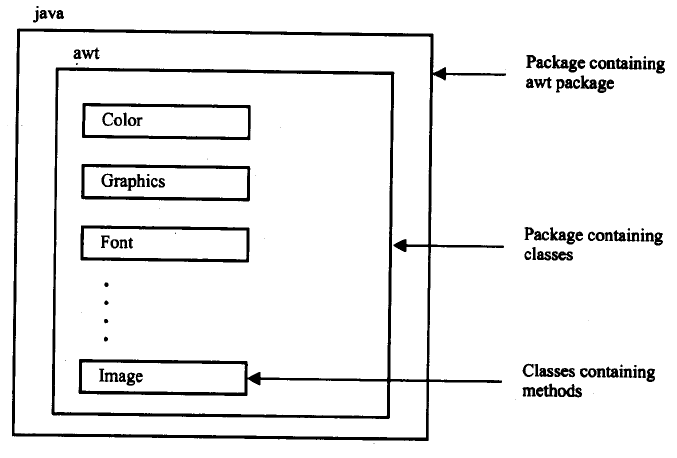 java
awt
Package containing
awt package
Color
Graphics
Font
Package containing
classes
Image
Classes containing
methods